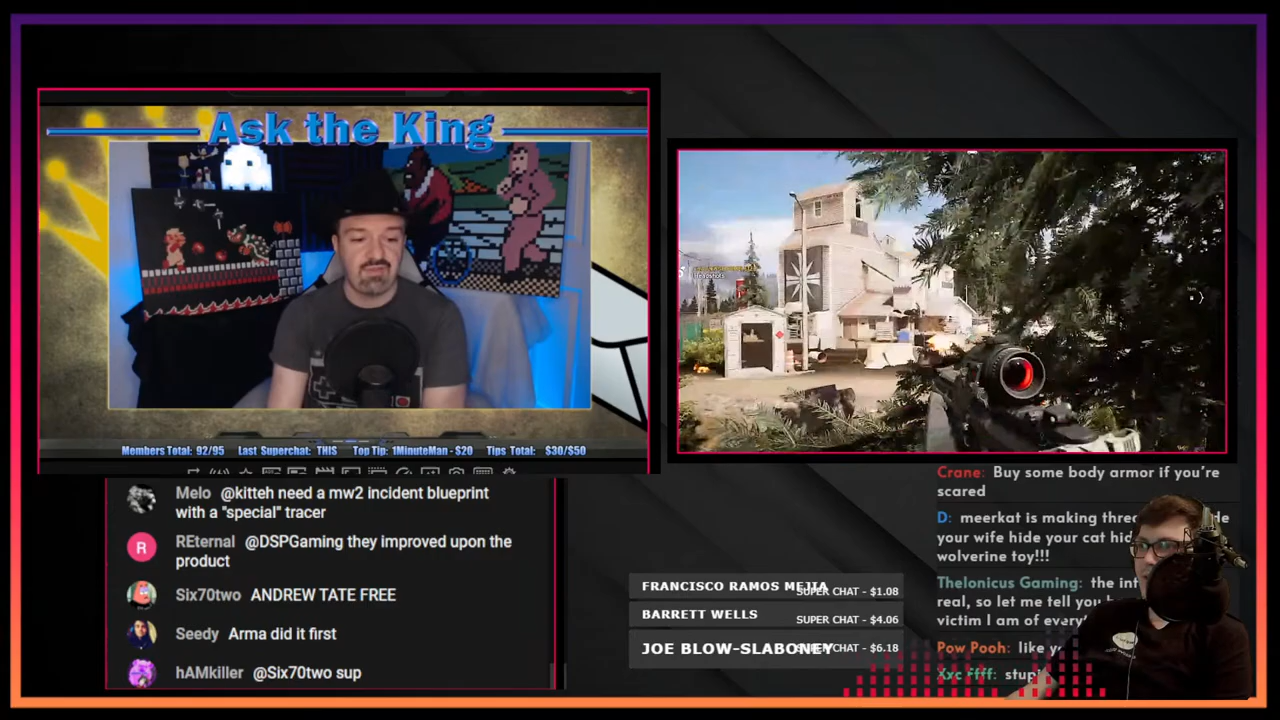 Ask the King
Members Total: 92/95 Last Superchat: THIS Top Tip: 1MinuteMan - $20 Tips Total: $30/$50
Melo @kitteh need a mw2 incident blueprint
with a "special" tracer
REternal @DSPGaming they improved upon the
product
Six70two ANDREW TATE FREE
Seedy Arma did it first
hAMkiller @Six70two sup
FRANCISCO RAMOS MEJIA SUPER CHAT - $1.08
BARRETT WELLS SUPER CHAT - $4.06
JOE BLOW-SLABONEY SUPER CHAT - $6.18
Crane: Buy some body armor if you're
scared
D: meerkat is making
your wife hide your cat
wolverine toy!!!
Thelonicus Gaming: the
real, so let me tell you
victim I am of
Pow Pooh: like
Xxc ffff: